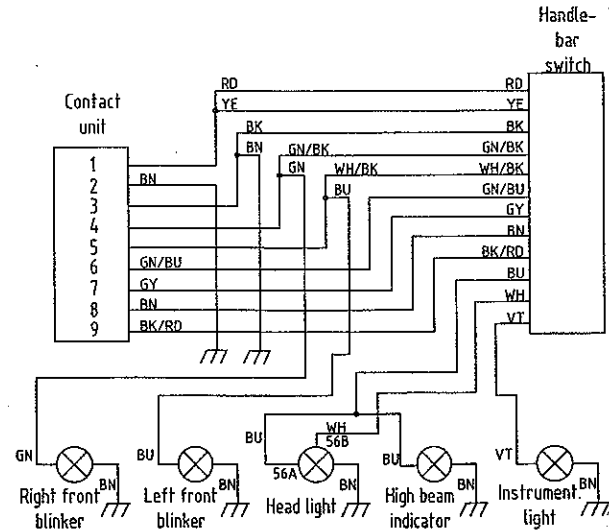 Handle-
bar
switch
Contact
unit
RD RD
YE YE
BK BK
BN GN/BK GN/BK
GN WH/BK WH/BK
BU GN/BU
GY
BN
BK/RD
BU
WH
VT
1
2 BN
3
4
5
6 GN/BU
7 GY
8 BN
9 BK/RD
GN BN
BU BN
BU WH
56B
56A BN
BU BN
VT BN
Right front
blinker
Left front
blinker
Head light
High beam
indicator
Instrument.
light